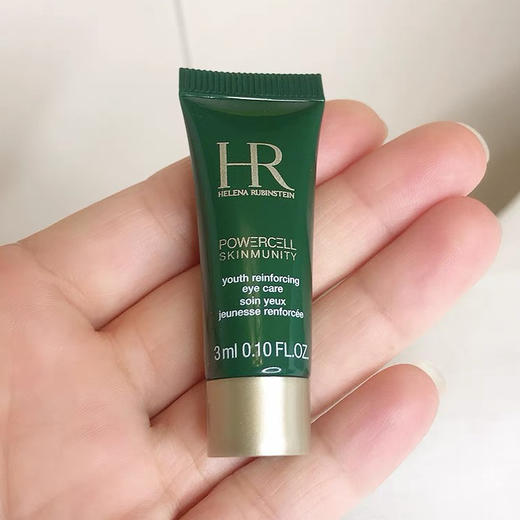 HR
HELENA RUBINSTEIN
POWERCELL
SKINMUNITY
youth reinforcing
eye care
soin yeux
jeunesse renforcée
3 ml 0.10 FL.OZ.